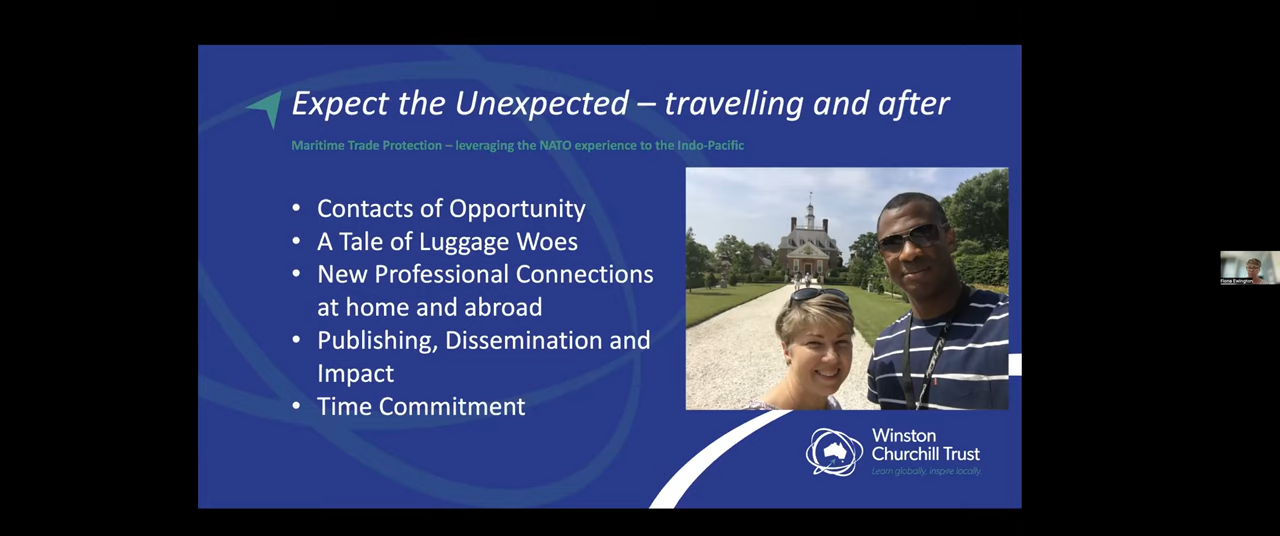 Expect the Unexpected – travelling and after
Maritime Trade Protection – leveraging the NATO experience to the Indo-Pacific
• Contacts of Opportunity
• A Tale of Luggage Woes
• New Professional Connections
at home and abroad
• Publishing, Dissemination and
Impact
• Time Commitment
Winston
Churchill Trust
Learn globally, inspire locally.
Fiona Ewington